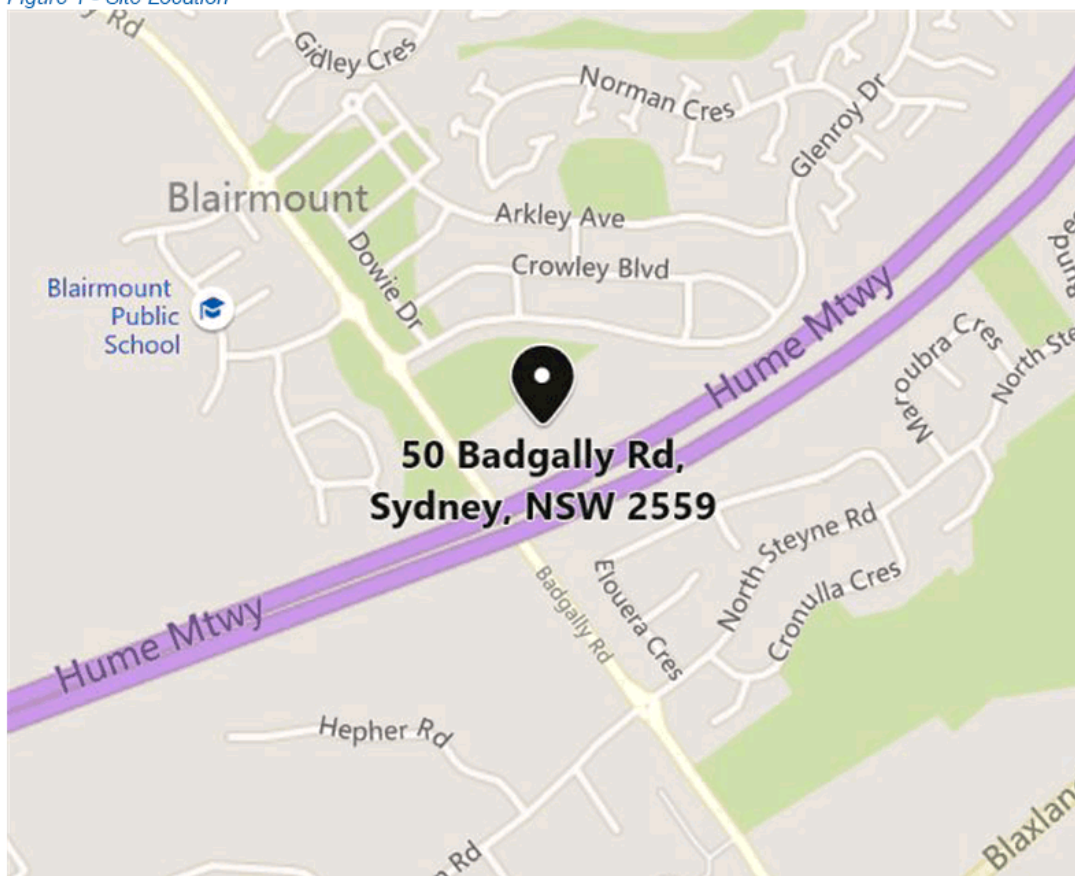 Figure 1 - Site Location
y Rd
Gidley Cres
Norman Cres
Glenroy Dr
Blairmount
Arkley Ave
Dowie Dr
Crowley Blvd
Blairmount
Public
School
Hume Mtwy
Maroubra Cres
North Ste
50 Badgally Rd,
Sydney, NSW 2559
North Steyne Rd
Badgally Rd
Elouera Cres
Cronulla Cres
Hume Mtwy
Hepher Rd
Rd
Blaxlan